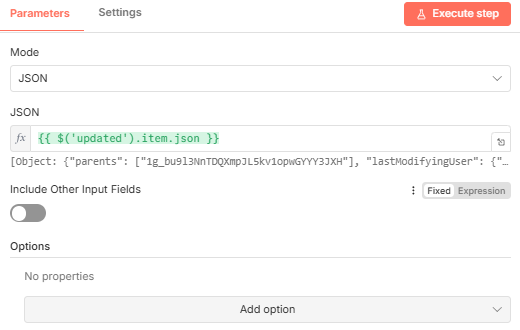 Parameters
Settings
Execute step
Mode
JSON
JSON
fx {{ $('updated').item.json }}
[Object: {"parents": ["1g_bu9l3NnTDQXmpJL5kv1opwGYYY3JXH"], "lastModifyingUser": {"…
Include Other Input Fields
Fixed Expression
Options
No properties
Add option